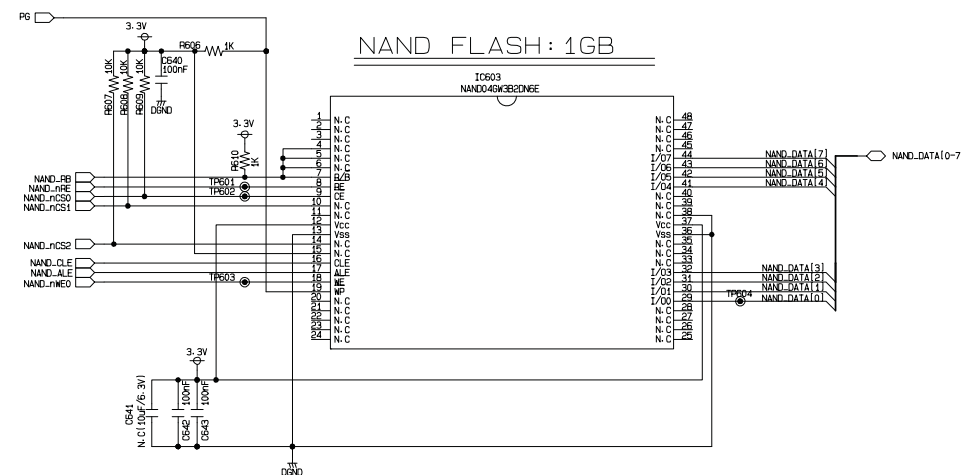 PG
3.3V
R606
1K
NAND FLASH: 1GB
10K
10K
10K
R607
R608
R609
C640
100nF
DGND
IC603
NAND04GW3B2DN6E
3.3V
R610
1K
1 N.C
2 N.C
3 N.C
4 N.C
5 N.C
6 N.C
7 R/B
8 RE
9 CE
10 N.C
11 N.C
12 Vcc
13 Vss
14 N.C
15 N.C
16 CLE
17 ALE
18 WE
19 WP
20 N.C
21 N.C
22 N.C
23 N.C
24 N.C
N.C 48
N.C 47
N.C 46
N.C 45
I/O7 44
I/O6 43
I/O5 42
I/O4 41
N.C 40
N.C 39
N.C 38
Vcc 37
Vss 36
N.C 35
N.C 34
N.C 33
I/O3 32
I/O2 31
I/O1 30
I/O0 29
N.C 28
N.C 27
N.C 26
N.C 25
NAND_RB
NAND_nRE
NAND_nCS0
NAND_nCS1
TP601
TP602
NAND_nCS2
NAND_CLE
NAND_ALE
NAND_nWE0
TP603
NAND_DATA[7]
NAND_DATA[6]
NAND_DATA[5]
NAND_DATA[4]
NAND_DATA[0-7
NAND_DATA[3]
NAND_DATA[2]
NAND_DATA[1]
NAND_DATA[0]
TP604
3.3V
C641
N.C(10uF/6.3V)
100nF
C642
100nF
C643
DGND